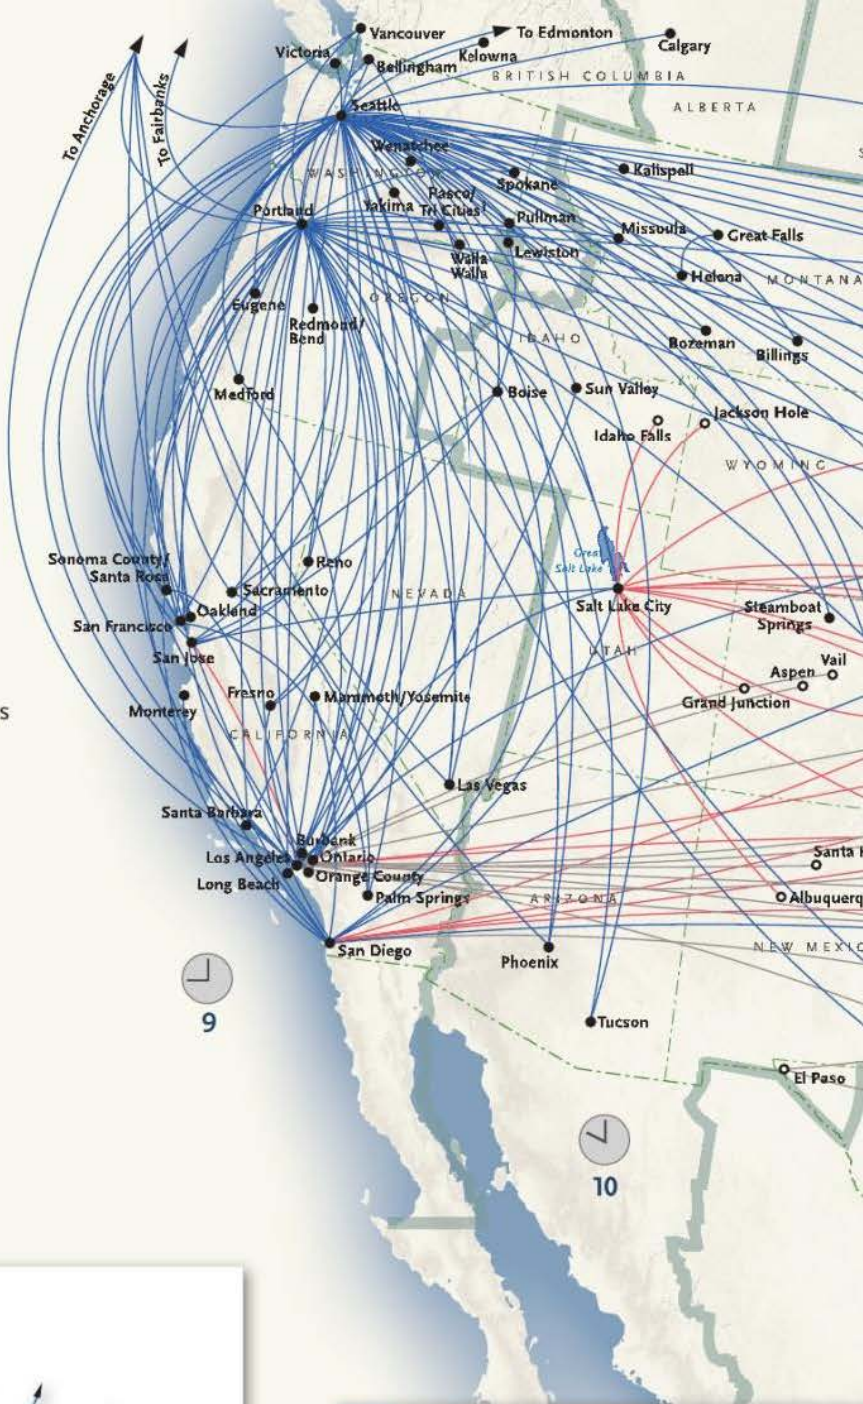 Vancouver
To Edmonton
Victoria
Kelowna
Calgary
Bellingham
BRITISH COLUMBIA
To Anchorage
To Fairbanks
Seattle
ALBERTA
Wenatchee
WASHINGTON
Spokane
Kalispell
Yakima
Pasco/
Tri Cities
Portland
Pullman
Missoula
Great Falls
Walla
Walla
Lewiston
Helena
MONTANA
Eugene
OREGON
Redmond/
Bend
IDAHO
Bozeman
Billings
Medford
Boise
Sun Valley
Jackson Hole
Idaho Falls
WYOMING
Sonoma County/
Santa Rosa
Reno
Great
Salt Lake
Sacramento
NEVADA
Oakland
San Francisco
Salt Lake City
Steamboat
Springs
San Jose
UTAH
Vail
Aspen
Fresno
Mammoth/Yosemite
Grand Junction
Monterey
s
CALIFORNIA
Las Vegas
Santa Barbara
Burbank
Los Angeles
Ontario
Santa
Long Beach
Orange County
Palm Springs
ARIZONA
Albuquerq
San Diego
Phoenix
NEW MEXIC
9
Tucson
El Paso
10